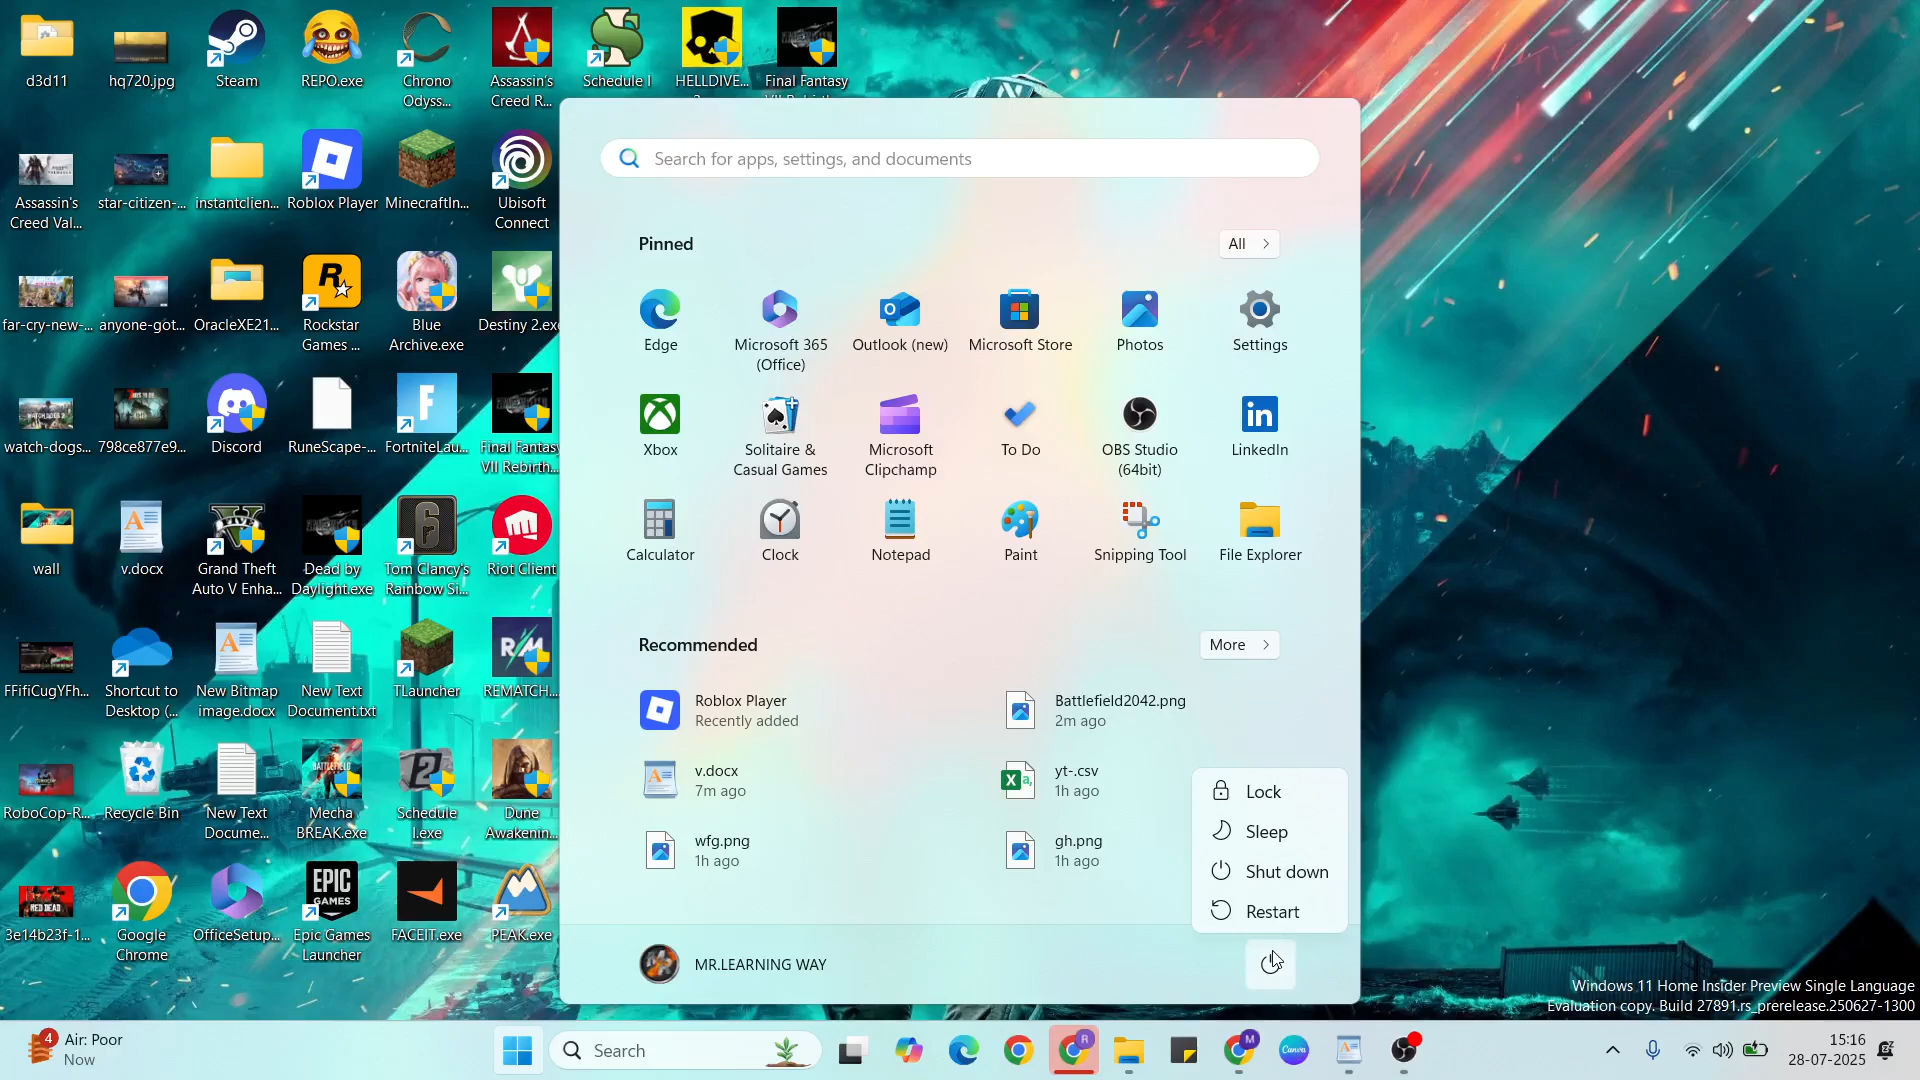 d3d11
hq720.jpg
Steam
REPO.exe
Chrono
Odyss...
Assassin's
Creed R...
Schedule I
HELLDIVE...
Final Fantasy
Assassin's
Creed Val...
star-citizen-...
instantclien...
Roblox Player
MinecraftIn...
Ubisoft
Connect
far-cry-new-...
anyone-got...
OracleXE21...
Rockstar
Games ...
Blue
Archive.exe
Destiny 2.exe
watch-dogs...
798ce877e9...
Discord
RuneScape-...
FortniteLau...
Final Fantasy
VII Rebirth...
wall
v.docx
Grand Theft
Auto V Enha...
Dead by
Daylight.exe
Tom Clancy's
Rainbow Si...
Riot Client
FFifiCugYFh...
Shortcut to
Desktop (...
New Bitmap
image.docx
New Text
Document.txt
TLauncher
REMATCH...
RoboCop-R...
Recycle Bin
New Text
Docume...
Mecha
BREAK.exe
Schedule
I.exe
Dune
Awakenin...
3e14b23f-1...
Google
Chrome
OfficeSetup...
Epic Games
Launcher
FACEIT.exe
PEAK.exe
Search for apps, settings, and documents
Pinned
All
Edge
Microsoft 365
(Office)
Outlook (new)
Microsoft Store
Photos
Settings
Xbox
Solitaire &
Casual Games
Microsoft
Clipchamp
To Do
OBS Studio
(64bit)
LinkedIn
Calculator
Clock
Notepad
Paint
Snipping Tool
File Explorer
Recommended
More
Roblox Player
Recently added
Battlefield2042.png
2m ago
v.docx
7m ago
yt-.csv
1h ago
wfg.png
1h ago
gh.png
1h ago
Lock
Sleep
Shut down
Restart
MR.LEARNING WAY
Windows 11 Home Insider Preview Single Language
Evaluation copy. Build 27891.rs_prerelease.250627-1300
4
Air: Poor
Now
Search
15:16
28-07-2025